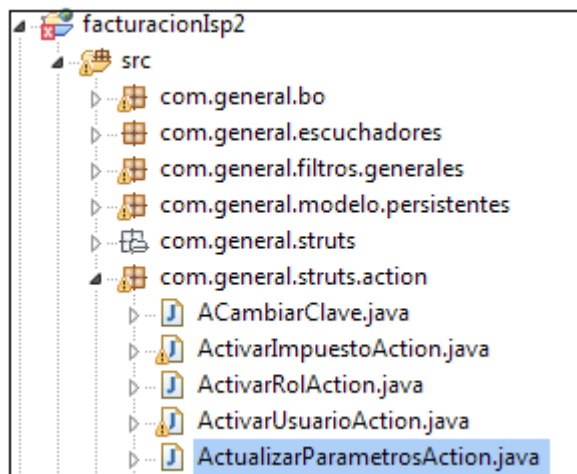 facturacionIsp2
src
com.general.bo
com.general.escuchadores
com.general.filtros.generales
com.general.modelo.persistentes
com.general.struts
com.general.struts.action
ACambiarClave.java
ActivarImpuestoAction.java
ActivarRolAction.java
ActivarUsuarioAction.java
ActualizarParametrosAction.java